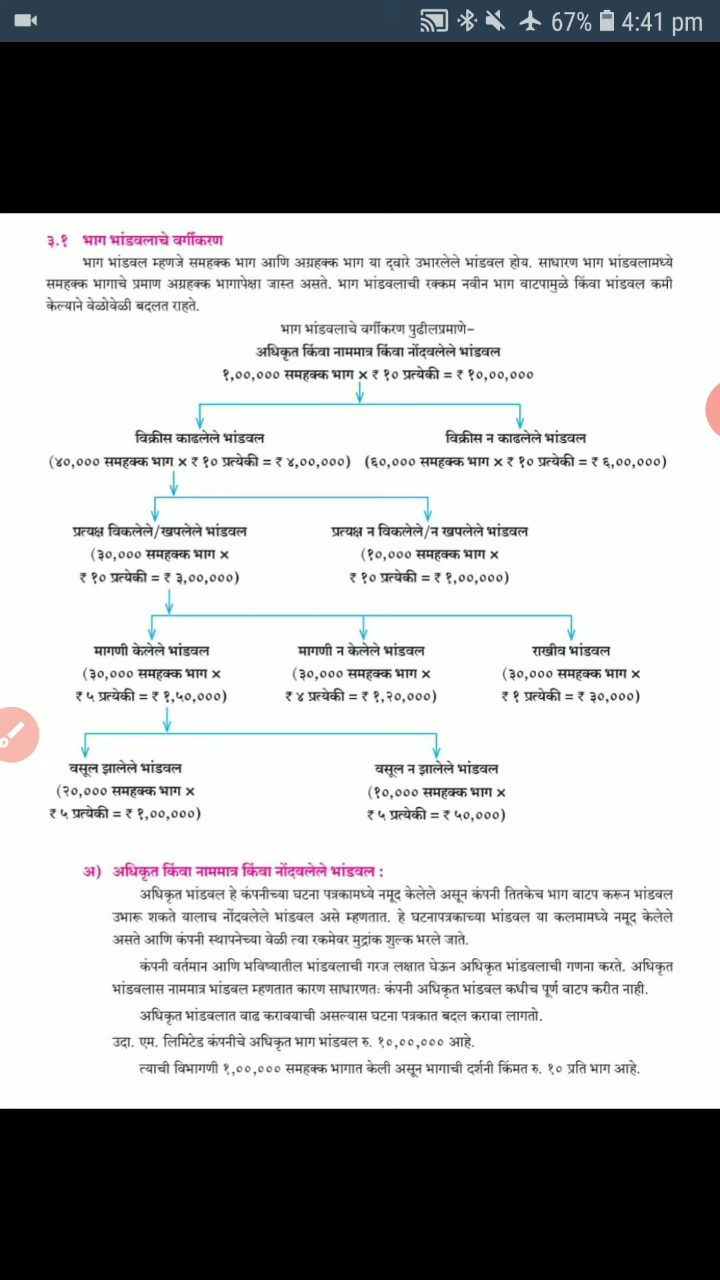 67% 4:41 pm
३.१ भाग भांडवलाचे वर्गीकरण
भाग भांडवल म्हणजे समहक्क भाग आणि अग्रहक्क भाग या द्वारे उभारलेले भांडवल होय. साधारण भाग भांडवलामध्ये
समहक्क भागाचे प्रमाण अग्रहक्क भागापेक्षा जास्त असते. भाग भांडवलाची रक्कम नवीन भाग वाटपामुळे किंवा भांडवल कमी
केल्याने वेळोवेळी बदलत राहते.
भाग भांडवलाचे वर्गीकरण पुढीलप्रमाणे–
अधिकृत किंवा नाममात्र किंवा नोंदवलेले भांडवल
१,००,००० समहक्क भाग × ₹ १० प्रत्येकी = ₹ १०,००,०००
विक्रीस काढलेले भांडवल
(४०,००० समहक्क भाग × ₹ १० प्रत्येकी = ₹ ४,००,०००)
विक्रीस न काढलेले भांडवल
(६०,००० समहक्क भाग × ₹ १० प्रत्येकी = ₹ ६,००,०००)
प्रत्यक्ष विकलेले/खपलेले भांडवल
(३०,००० समहक्क भाग ×
₹ १० प्रत्येकी = ₹ ३,००,०००)
प्रत्यक्ष न विकलेले/न खपलेले भांडवल
(१०,००० समहक्क भाग ×
₹ १० प्रत्येकी = ₹ १,००,०००)
मागणी केलेले भांडवल
(३०,००० समहक्क भाग ×
₹ ५ प्रत्येकी = ₹ १,५०,०००)
मागणी न केलेले भांडवल
(३०,००० समहक्क भाग ×
₹ ४ प्रत्येकी = ₹ १,२०,०००)
राखीव भांडवल
(३०,००० समहक्क भाग ×
₹ १ प्रत्येकी = ₹ ३०,०००)
वसूल झालेले भांडवल
(२०,००० समहक्क भाग ×
₹ ५ प्रत्येकी = ₹ १,००,०००)
वसूल न झालेले भांडवल
(१०,००० समहक्क भाग ×
₹ ५ प्रत्येकी = ₹ ५०,०००)
अ) अधिकृत किंवा नाममात्र किंवा नोंदवलेले भांडवल :
अधिकृत भांडवल हे कंपनीच्या घटना पत्रकामध्ये नमूद केलेले असून कंपनी तितकेच भाग वाटप करून भांडवल
उभारू शकते यालाच नोंदवलेले भांडवल असे म्हणतात. हे घटनापत्रकाच्या भांडवल या कलमामध्ये नमूद केलेले
असते आणि कंपनी स्थापनेच्या वेळी त्या रकमेवर मुद्रांक शुल्क भरले जाते.
कंपनी वर्तमान आणि भविष्यातील भांडवलाची गरज लक्षात घेऊन अधिकृत भांडवलाची गणना करते. अधिकृत
भांडवलास नाममात्र भांडवल म्हणतात कारण साधारणतः कंपनी अधिकृत भांडवल कधीच पूर्ण वाटप करीत नाही.
अधिकृत भांडवलात वाढ करावयाची असल्यास घटना पत्रकात बदल करावा लागतो.
उदा. एम. लिमिटेड कंपनीचे अधिकृत भाग भांडवल रु. १०,००,००० आहे.
त्याची विभागणी १,००,००० समहक्क भागात केली असून भागाची दर्शनी किंमत रु. १० प्रति भाग आहे.